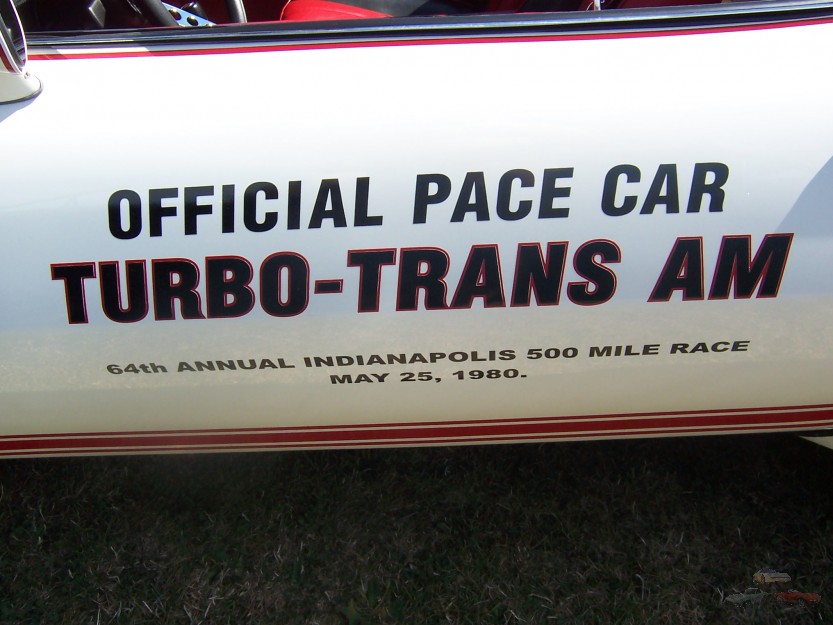 OFFICIAL PACE CAR
TURBO-TRANS AM
64th ANNUAL INDIANAPOLIS 500 MILE RACE
MAY 25, 1980.